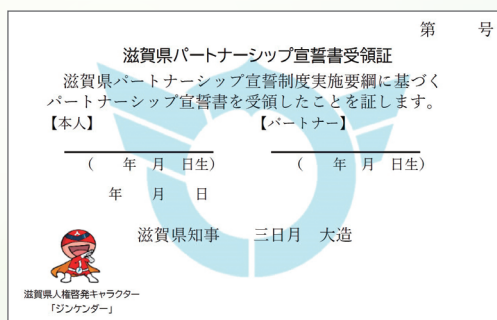 第　　号
滋賀県パートナーシップ宣誓書受領証
滋賀県パートナーシップ宣誓制度実施要綱に基づく
パートナーシップ宣誓書を受領したことを証します。
【本人】　　　　【パートナー】
(　　年　月　日生)　　　　(　　年　月　日生)
年　　月　　日
滋賀県知事　　三日月　大造
滋賀県人権啓発キャラクター
「ジンケンダー」